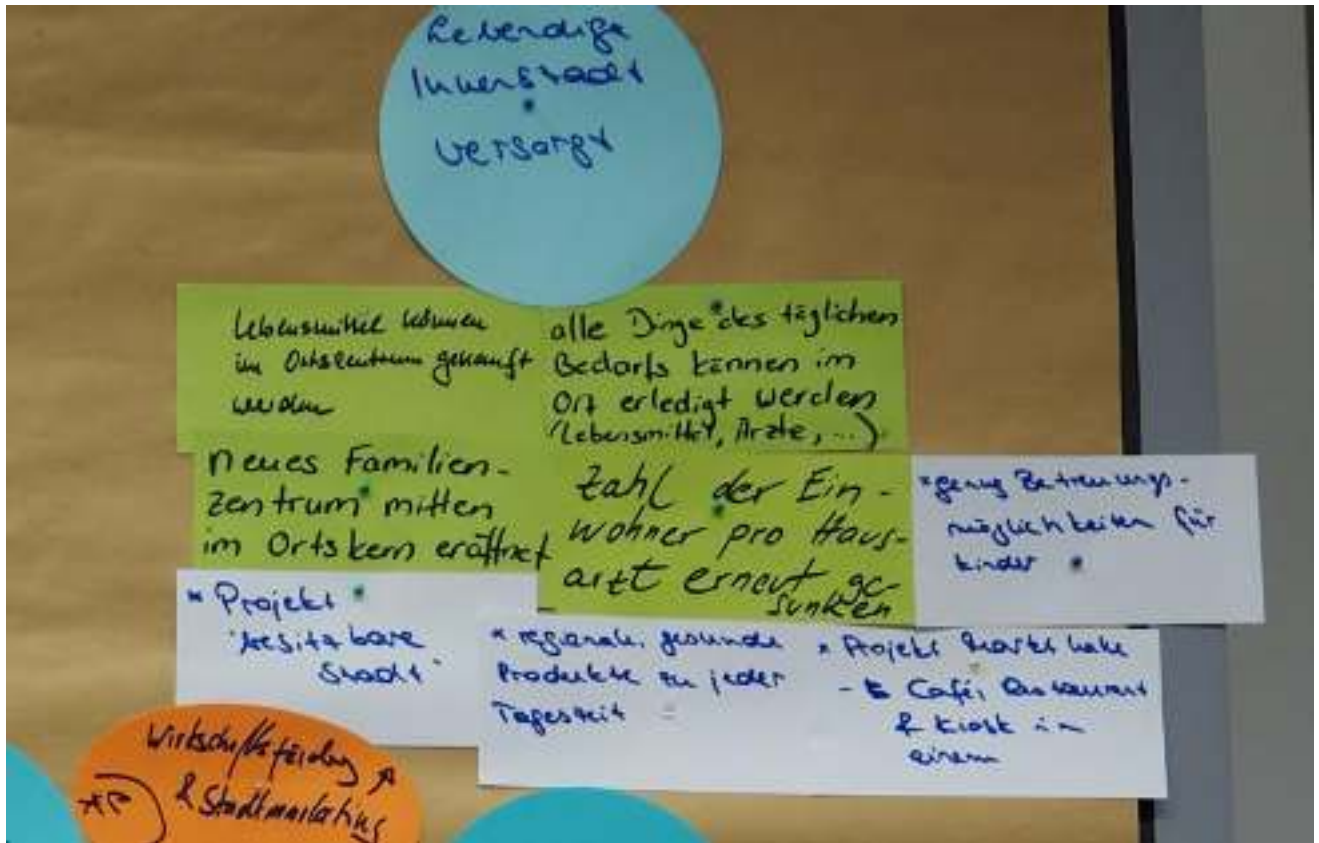 Lebendige
Innenstadt
versorgt
Lebensmittel können
im Ortszentrum gekauft
werden
alle Dinge des täglichen
Bedarfs können im
Ort erledigt werden
(Lebensmittel, Ärzte, ...)
Neues Familien-
zentrum mitten
im Ortskern eröffnet
Zahl der Ein-
wohner pro Haus-
arzt erneut ge-
sunken
* genug Betreuungs-
möglichkeiten für
Kinder
* Projekt
"Besitzbare
Stadt"
* regionale, gesunde
Produkte zu jeder
Tageszeit
* Projekt Markthalle
Café, Restaurant
& Kiosk in
einem
Wirtschaftsförderung
& Stadtmarketing